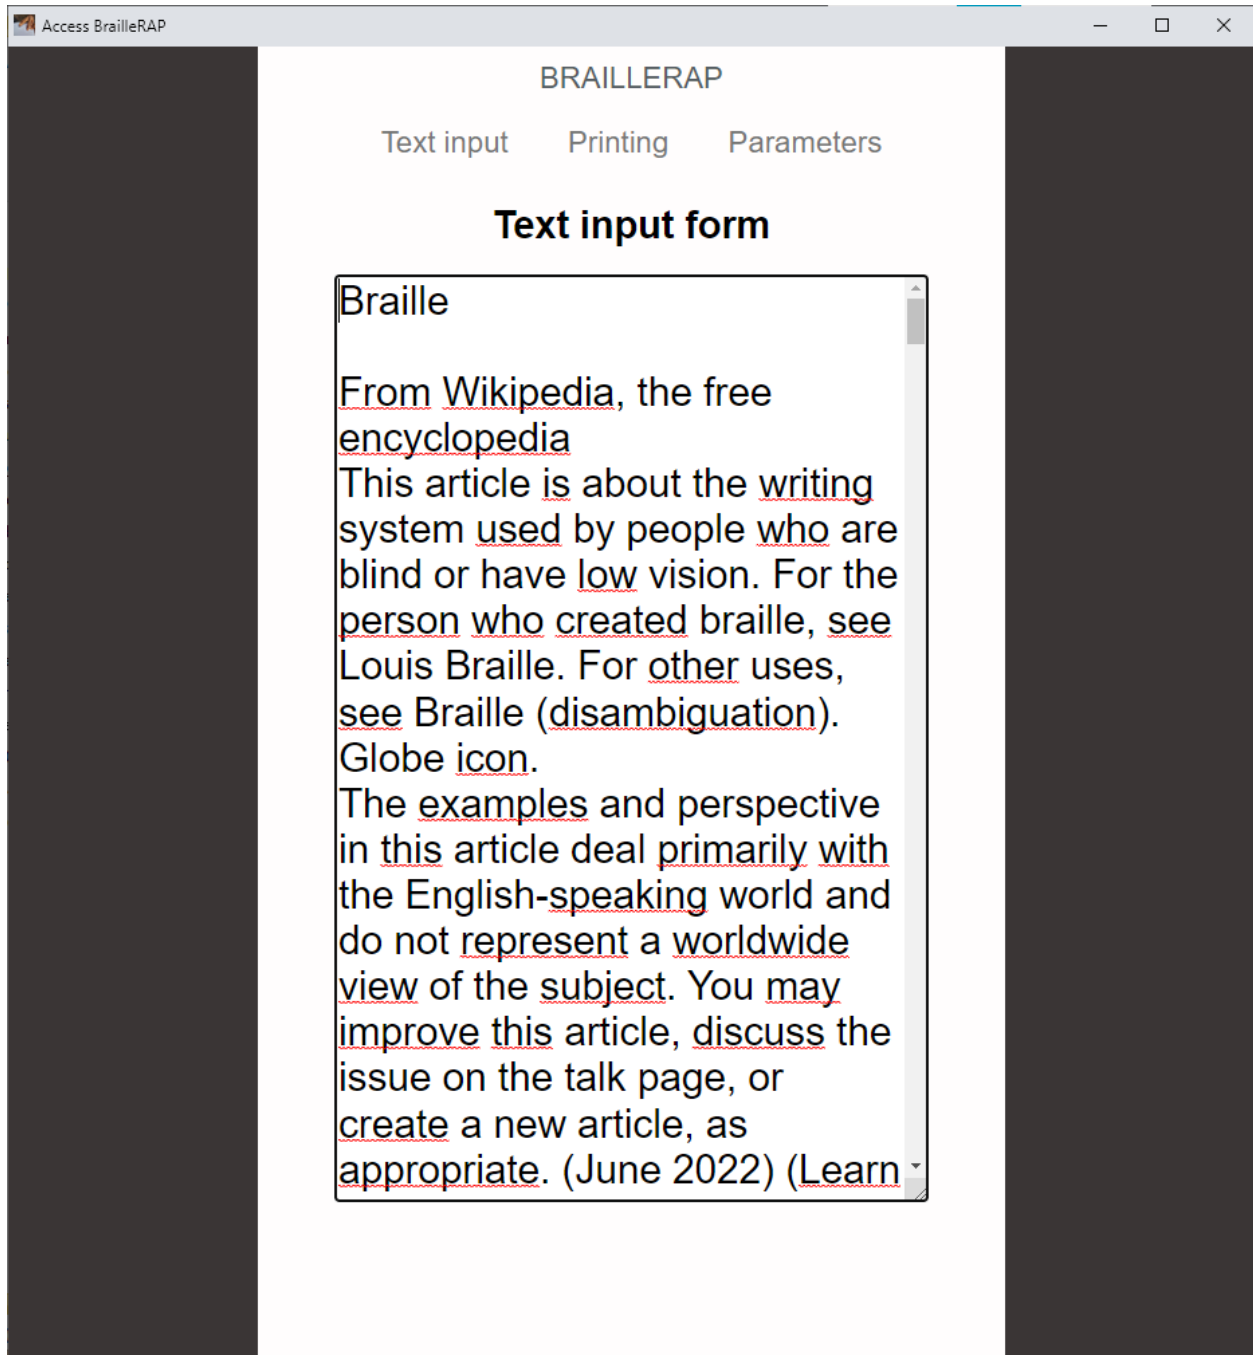 Access BrailleRAP
BRAILLERAP
Text input Printing Parameters
Text input form
Braille
From Wikipedia, the free
encyclopedia
This article is about the writing
system used by people who are
blind or have low vision. For the
person who created braille, see
Louis Braille. For other uses,
see Braille (disambiguation).
Globe icon.
The examples and perspective
in this article deal primarily with
the English-speaking world and
do not represent a worldwide
view of the subject. You may
improve this article, discuss the
issue on the talk page, or
create a new article, as
appropriate. (June 2022) (Learn